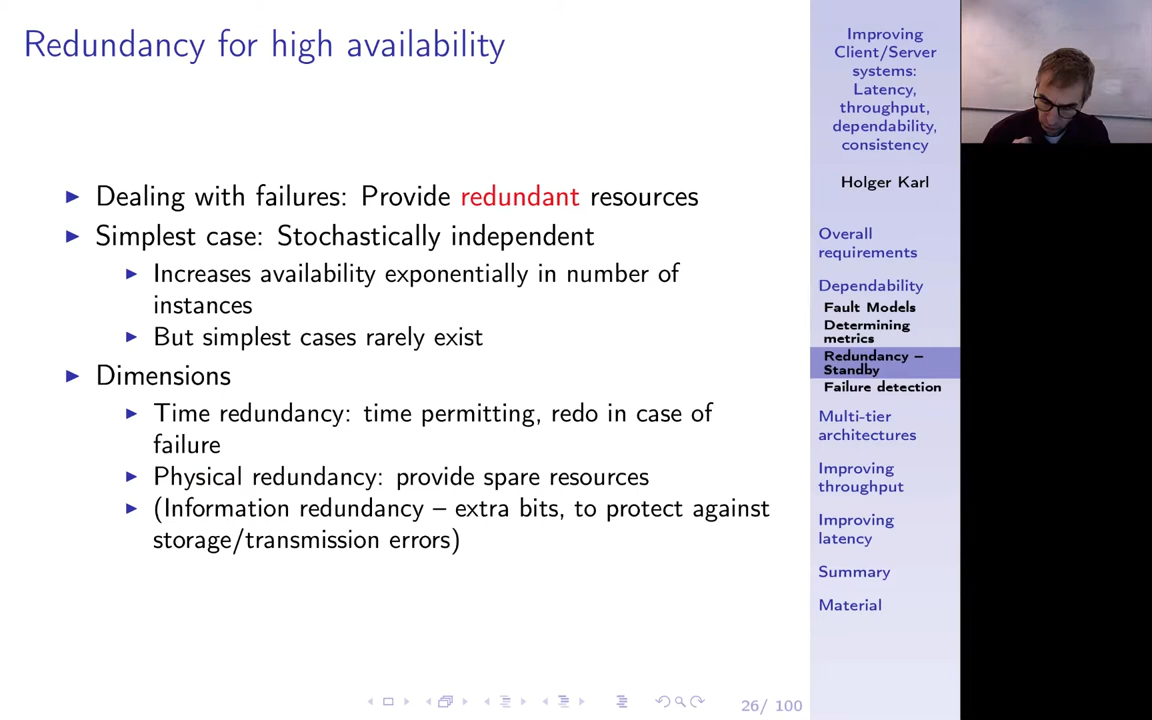 Redundancy for high availability
Dealing with failures: Provide redundant resources
Simplest case: Stochastically independent
Increases availability exponentially in number of
instances
But simplest cases rarely exist
Dimensions
Time redundancy: time permitting, redo in case of
failure
Physical redundancy: provide spare resources
(Information redundancy – extra bits, to protect against
storage/transmission errors)
Improving
Client/Server
systems:
Latency,
throughput,
dependability,
consistency
Holger Karl
Overall
requirements
Dependability
Fault Models
Determining
metrics
Redundancy –
Standby
Failure detection
Multi-tier
architectures
Improving
throughput
Improving
latency
Summary
Material
26/ 100